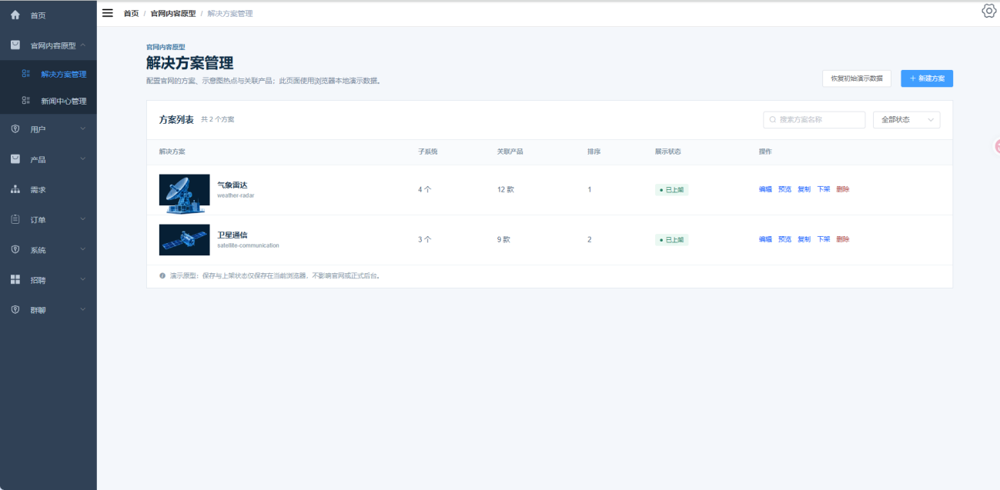 首页
官网内容原型
解决方案管理
新闻中心管理
用户
产品
需求
订单
系统
招聘
群聊
首页 / 官网内容原型 / 解决方案管理
官网内容原型
解决方案管理
配置官网的方案、示意图热点与关联产品；此页面使用浏览器本地演示数据。
恢复初始演示数据
+ 新建方案
方案列表 共 2 个方案
搜索方案名称
全部状态
解决方案 子系统 关联产品 排序 展示状态 操作
气象雷达
weather-radar
4 个 12 款 1 已上架 编辑 预览 复制 下架 删除
卫星通信
satellite-communication
3 个 9 款 2 已上架 编辑 预览 复制 下架 删除
演示原型：保存与上架状态仅保存在当前浏览器，不影响官网或正式后台。